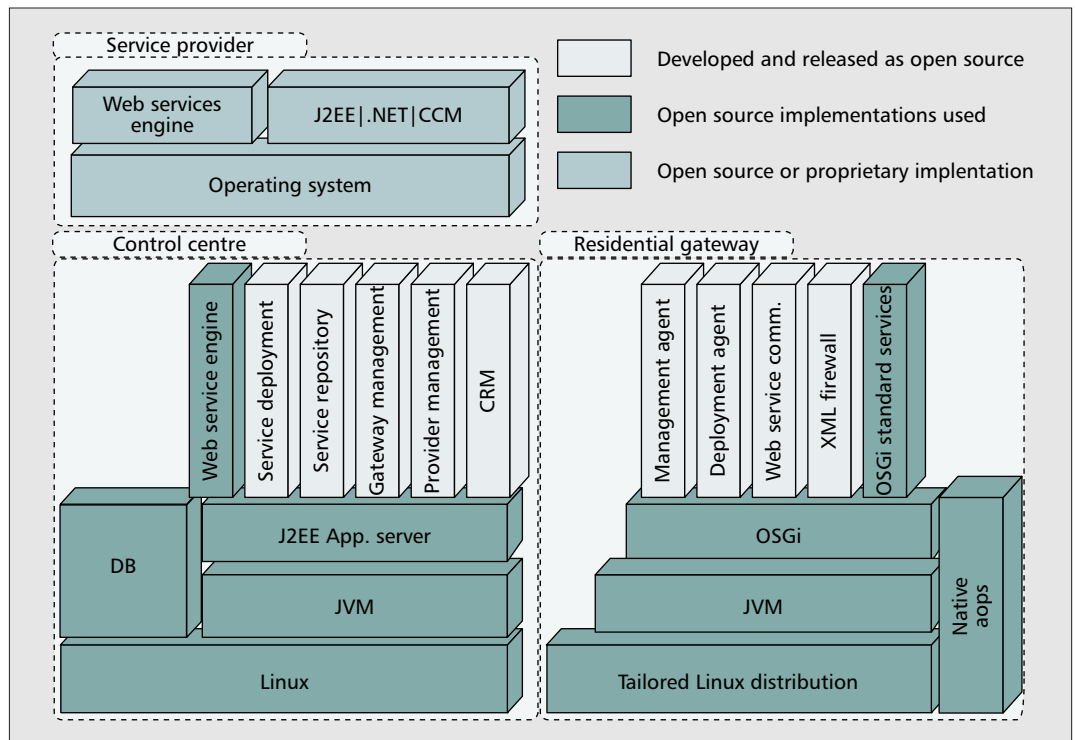 Service provider
Web services
engine
J2EE|.NET|CCM
Operating system
Developed and released as open source
Open source implementations used
Open source or proprietary implentation
Control centre
Web service engine
Service deployment
Service repository
Gateway management
Provider management
CRM
DB
J2EE App. server
JVM
Linux
Residential gateway
Management agent
Deployment agent
Web service comm.
XML firewall
OSGi standard services
OSGi
JVM
Tailored Linux distribution
Native
aops